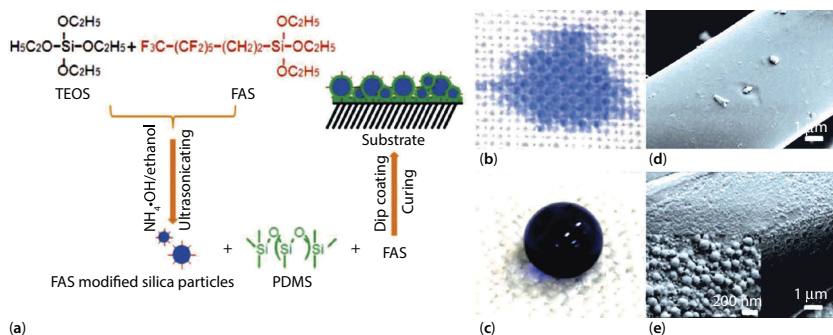 OC₂H₅
H₅C₂O-Si-OC₂H₅
OC₂H₅
OC₂H₅
TEOS
+
OC₂H₅
F₃C-(CF₂)₅-(CH₂)₂-Si-OC₂H₅
OC₂H₅
OC₂H₅
FAS
NH₄•OH/ethanol
Ultrasonicating
FAS modified silica particles
+
Si O ( Si O ) Si
PDMS
+
FAS
Dip coating
Curing
Substrate
(a)
(b)
(c)
1 µm
(d)
200 nm
1 µm
(e)